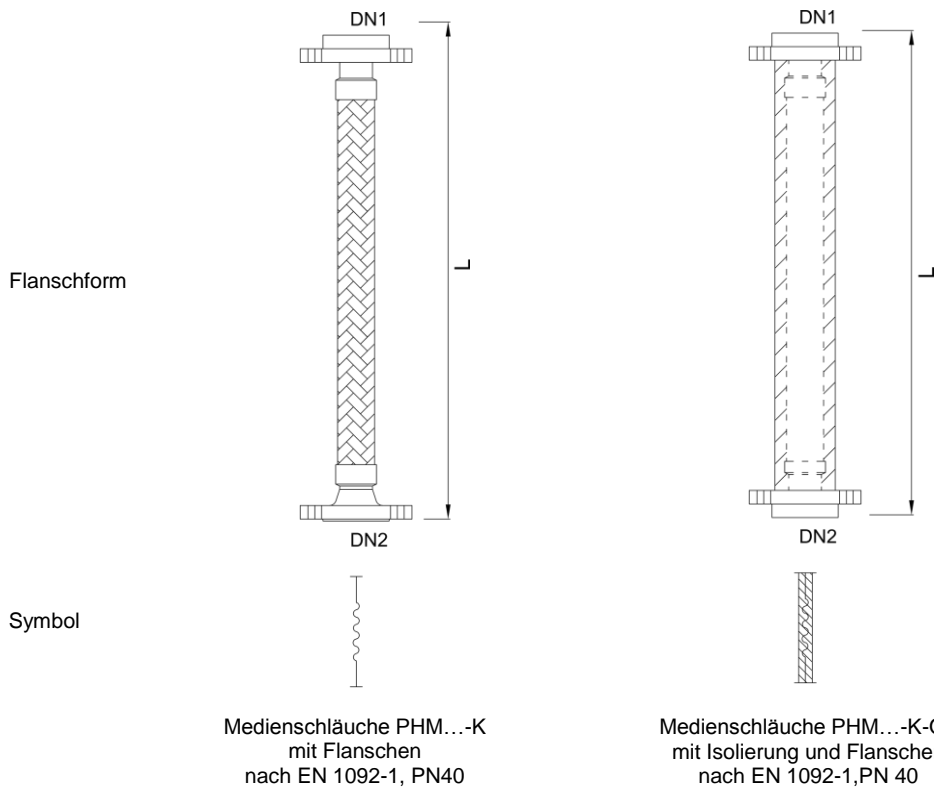 DN1
DN1
Flanschform
L
L
DN2
DN2
Symbol
Medienschläuche PHM…-K
mit Flanschen
nach EN 1092-1, PN40
Medienschläuche PHM…-K-
mit Isolierung und Flansche
nach EN 1092-1,PN 40